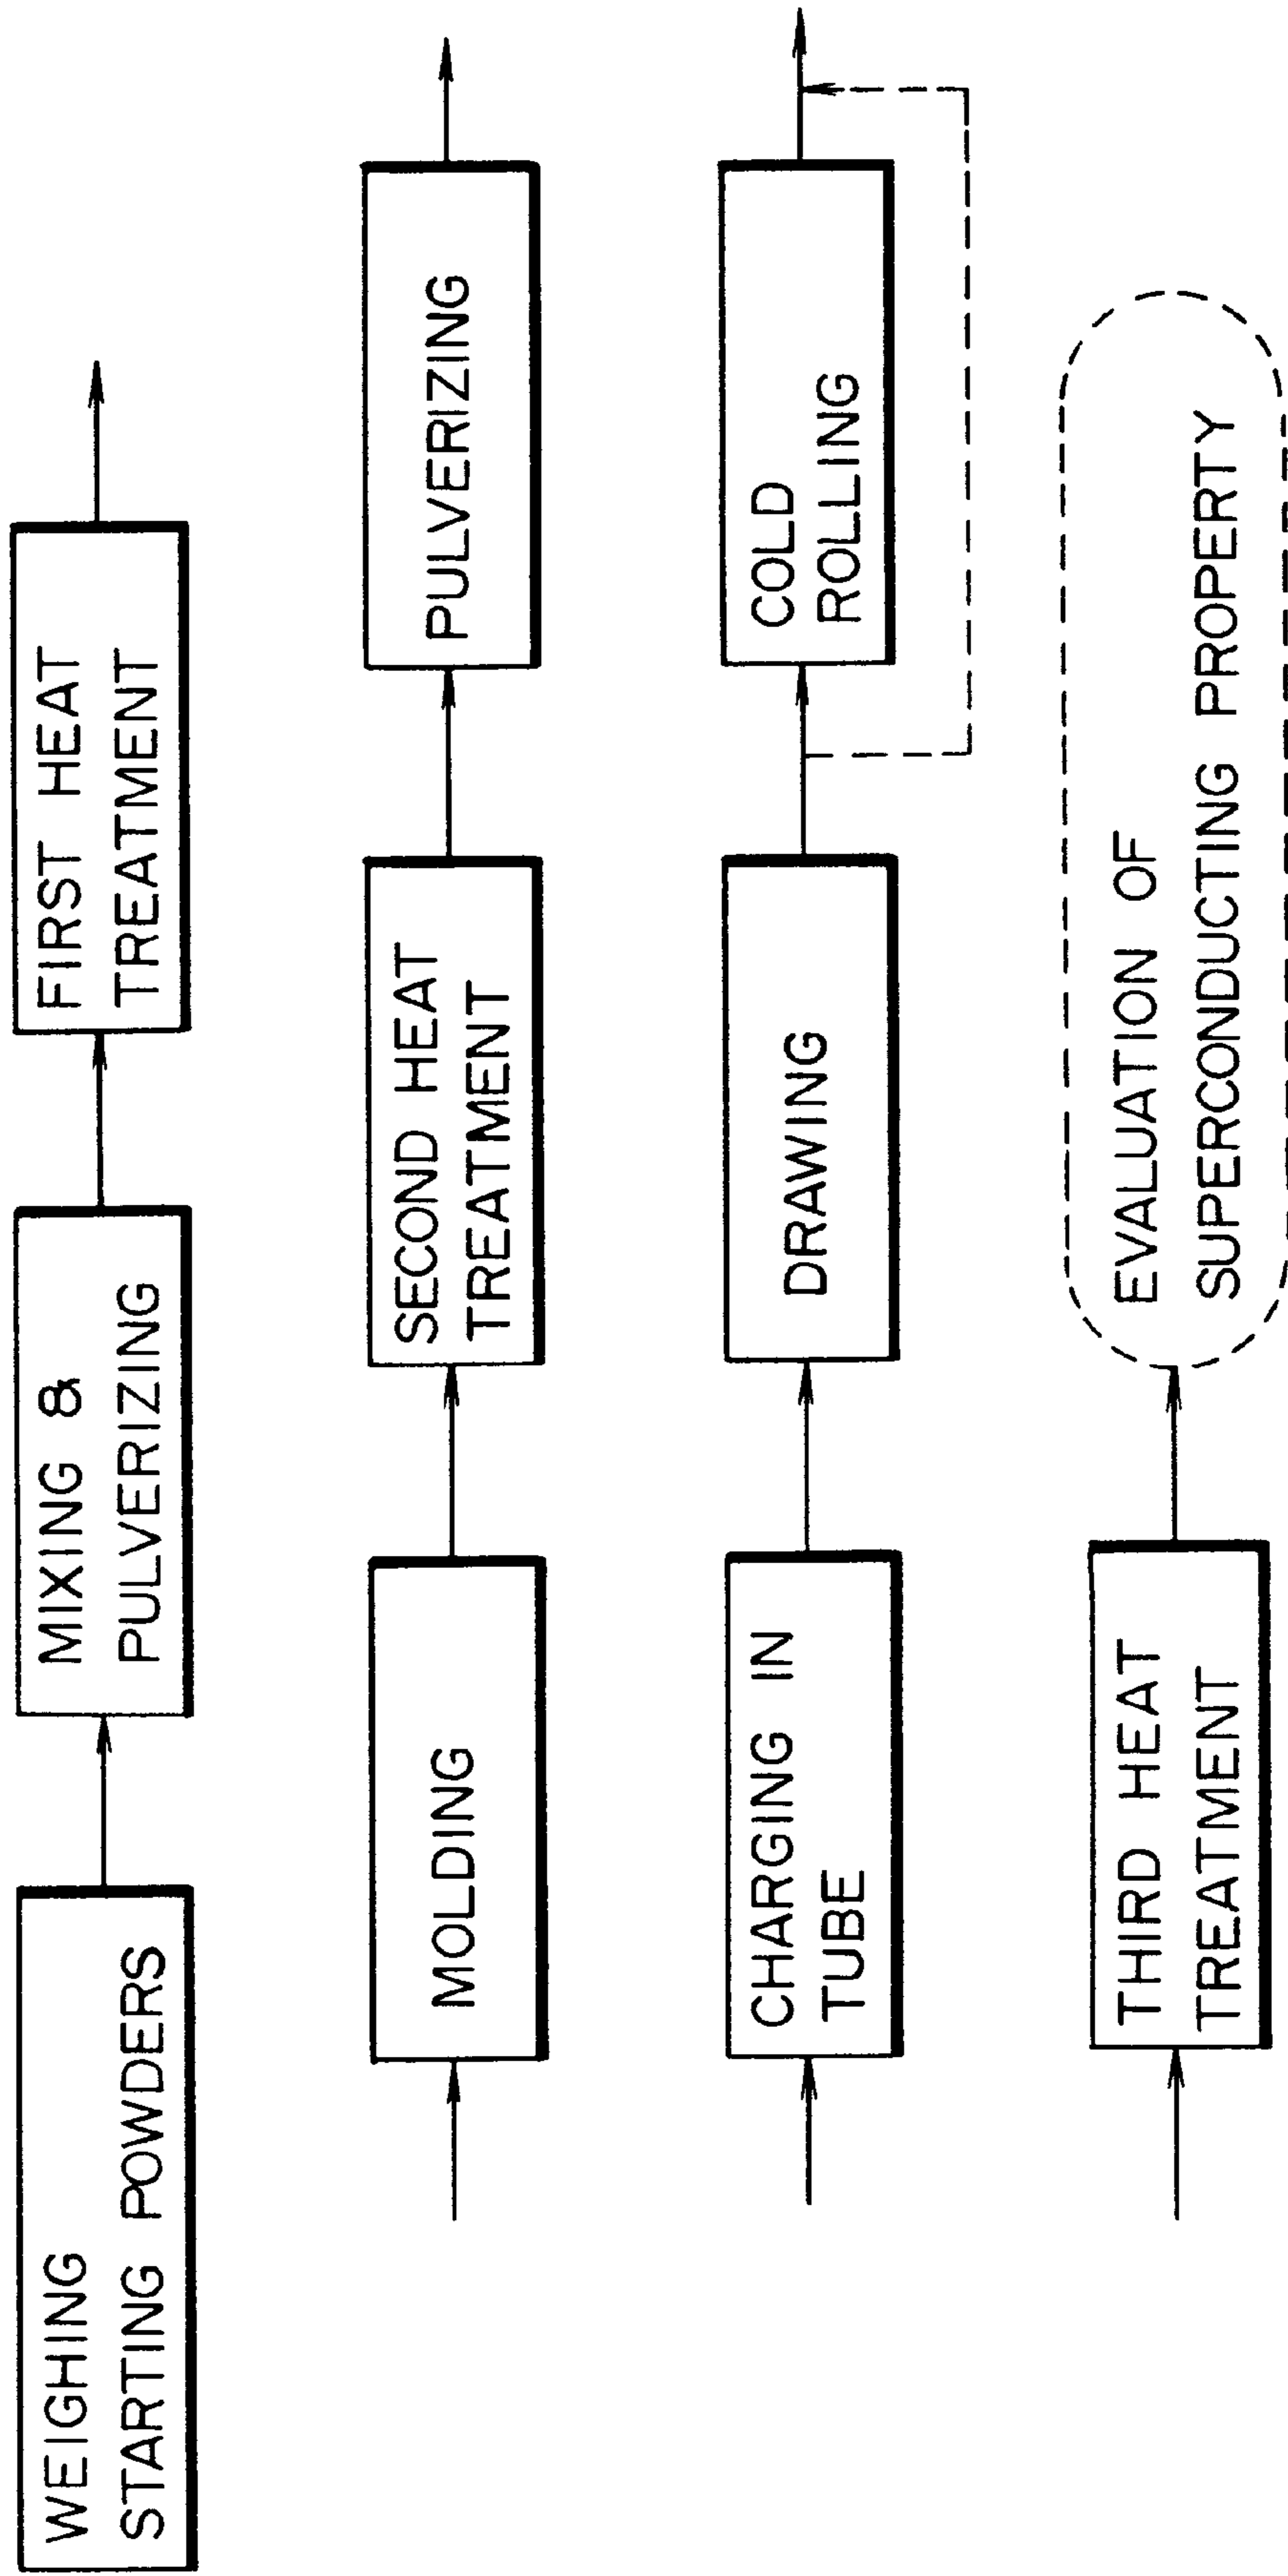 WEIGHING
STARTING POWDERS
MIXING &
PULVERIZING
FIRST HEAT
TREATMENT
MOLDING
SECOND HEAT
TREATMENT
PULVERIZING
CHARGING IN
TUBE
DRAWING
COLD
ROLLING
THIRD HEAT
TREATMENT
EVALUATION OF
SUPERCONDUCTING PROPERTY